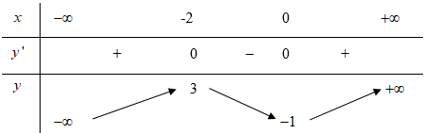 x −∞ -2 0 +∞
y' + 0 − 0 +
y 3 +∞
−∞ −1